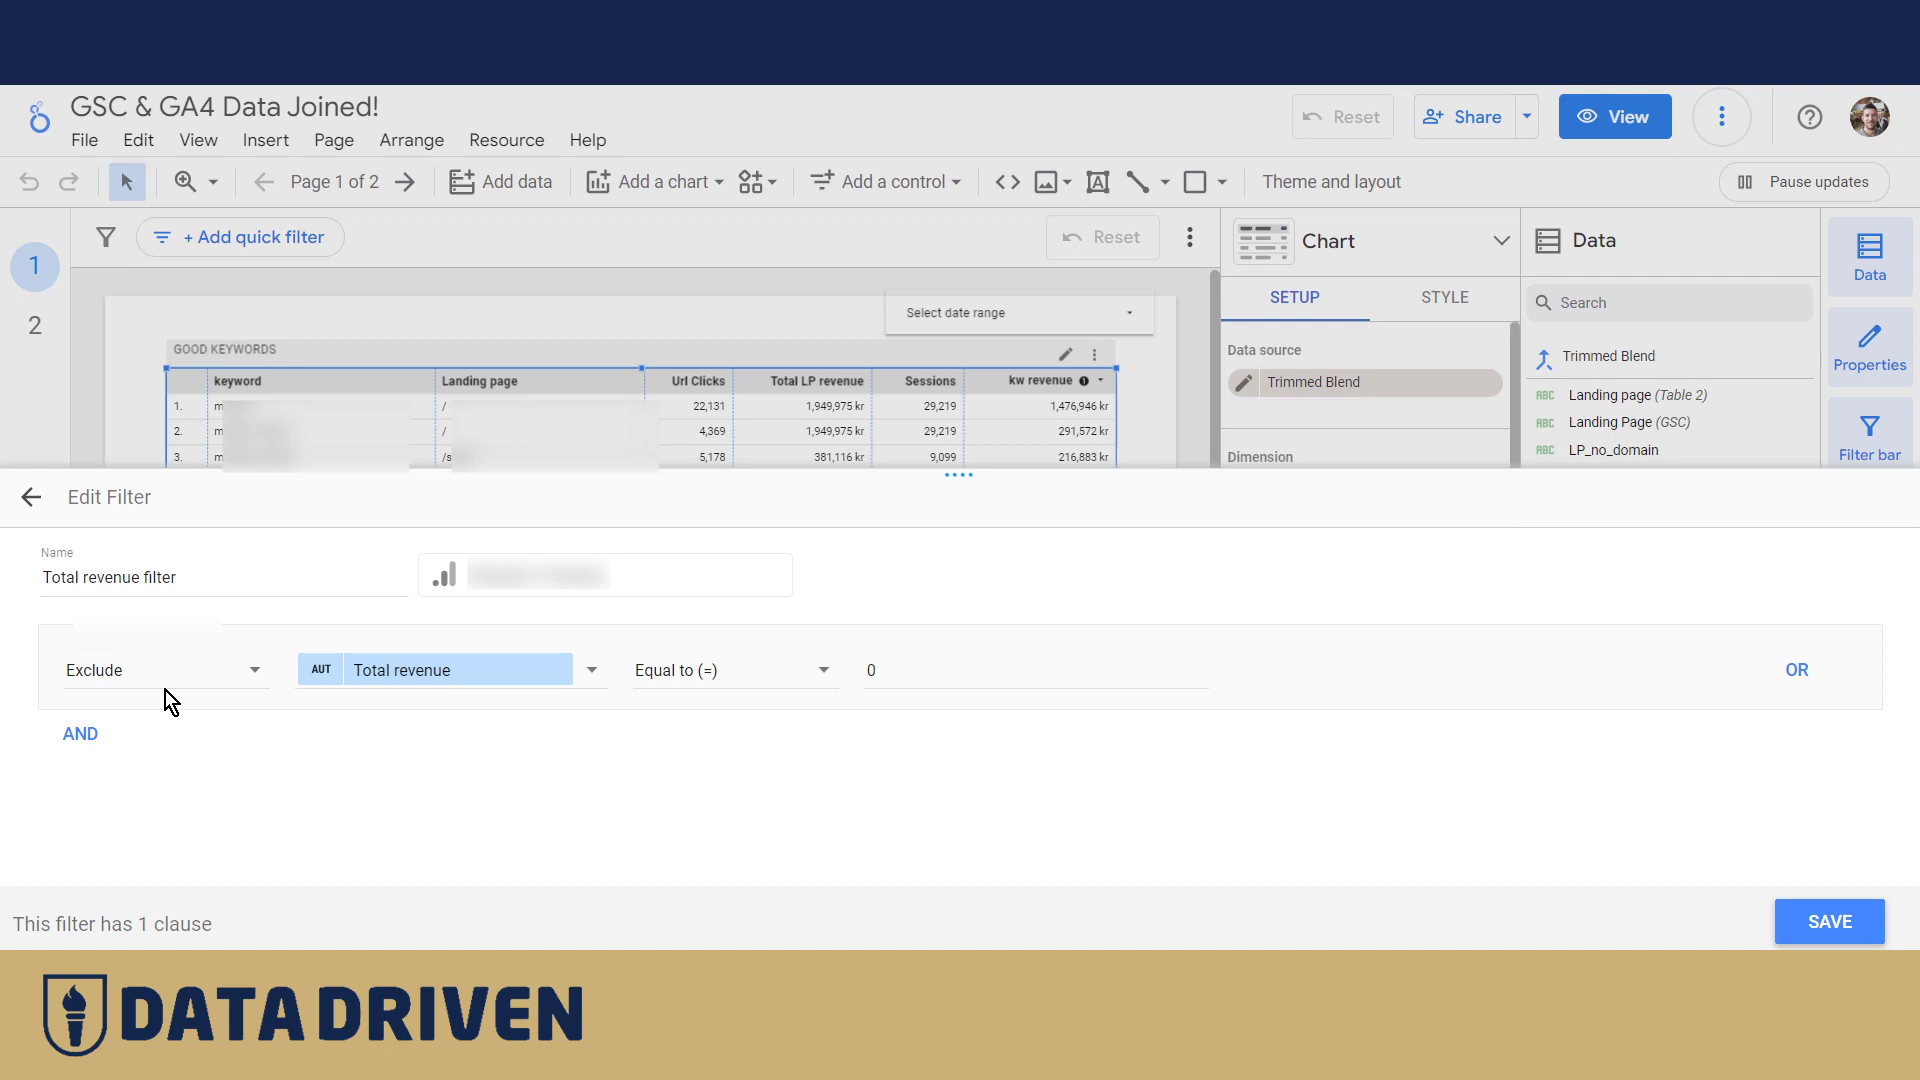 GSC & GA4 Data Joined!
File Edit View Insert Page Arrange Resource Help
Reset Share View
Page 1 of 2 Add data Add a chart Add a control Theme and layout Pause updates
+ Add quick filter Reset
1
2
Select date range
GOOD KEYWORDS
keyword Landing page Url Clicks Total LP revenue Sessions kw revenue
1. m / 22,131 1,949,975 kr 29,219 1,476,946 kr
2. m / 4,369 1,949,975 kr 29,219 291,572 kr
3. m /s 5,178 381,116 kr 9,099 216,883 kr
Chart
SETUP STYLE
Data source
Trimmed Blend
Dimension
Data
Search
Trimmed Blend
ABC Landing page (Table 2)
ABC Landing Page (GSC)
ABC LP_no_domain
Data
Properties
Filter bar
Edit Filter
Name
Total revenue filter
Exclude AUT Total revenue Equal to (=) 0 OR
AND
This filter has 1 clause
SAVE
DATA DRIVEN